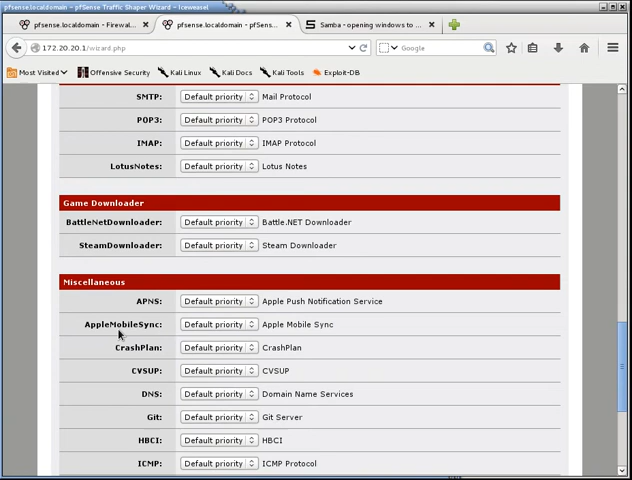 pfsense.localdomain - pfSense Traffic Shaper Wizard - Iceweasel
pfsense.localdomain - Firewal...
pfsense.localdomain - pfSens...
Samba - opening windows to ...
172.20.20.1/wizard.php
Google
Most Visited
Offensive Security
Kali Linux
Kali Docs
Kali Tools
Exploit-DB
SMTP: Default priority Mail Protocol
POP3: Default priority POP3 Protocol
IMAP: Default priority IMAP Protocol
LotusNotes: Default priority Lotus Notes
Game Downloader
BattleNetDownloader: Default priority Battle.NET Downloader
SteamDownloader: Default priority Steam Downloader
Miscellaneous
APNS: Default priority Apple Push Notification Service
AppleMobileSync: Default priority Apple Mobile Sync
CrashPlan: Default priority CrashPlan
CVSUP: Default priority CVSUP
DNS: Default priority Domain Name Services
Git: Default priority Git Server
HBCI: Default priority HBCI
ICMP: Default priority ICMP Protocol